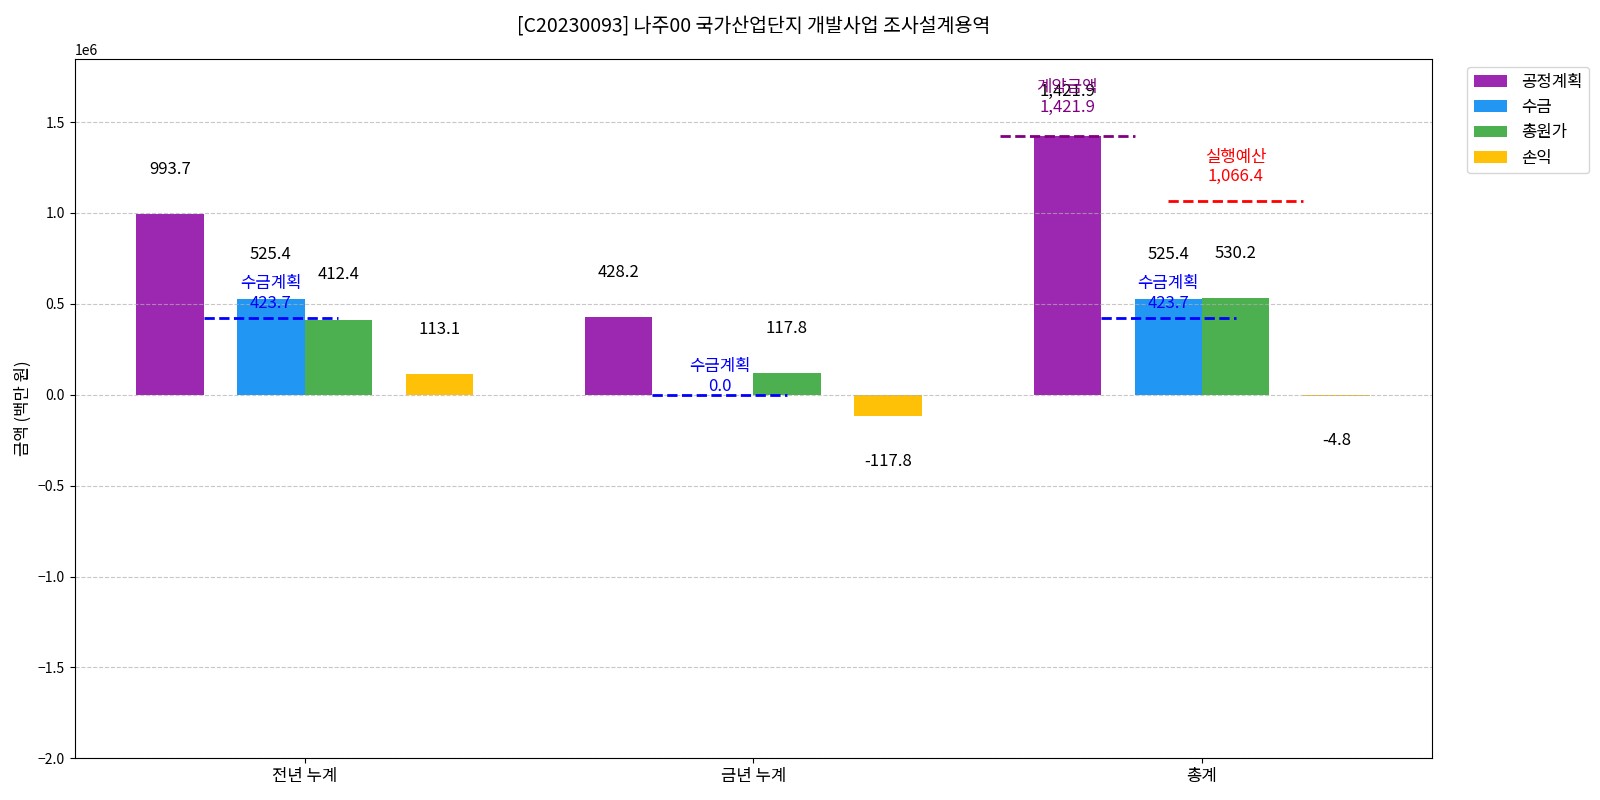 [C20230093] 나주00 국가산업단지 개발사업 조사설계용역
1e6
공정계획
수금
총원가
손익
금액 (백만 원)
1.5
1.0
0.5
0.0
−0.5
−1.0
−1.5
−2.0
993.7
525.4
수금계획
423.7
412.4
113.1
428.2
수금계획
0.0
117.8
-117.8
계약금액
1,421.9
1,421.9
실행예산
1,066.4
525.4
수금계획
423.7
530.2
-4.8
전년 누계
금년 누계
총계